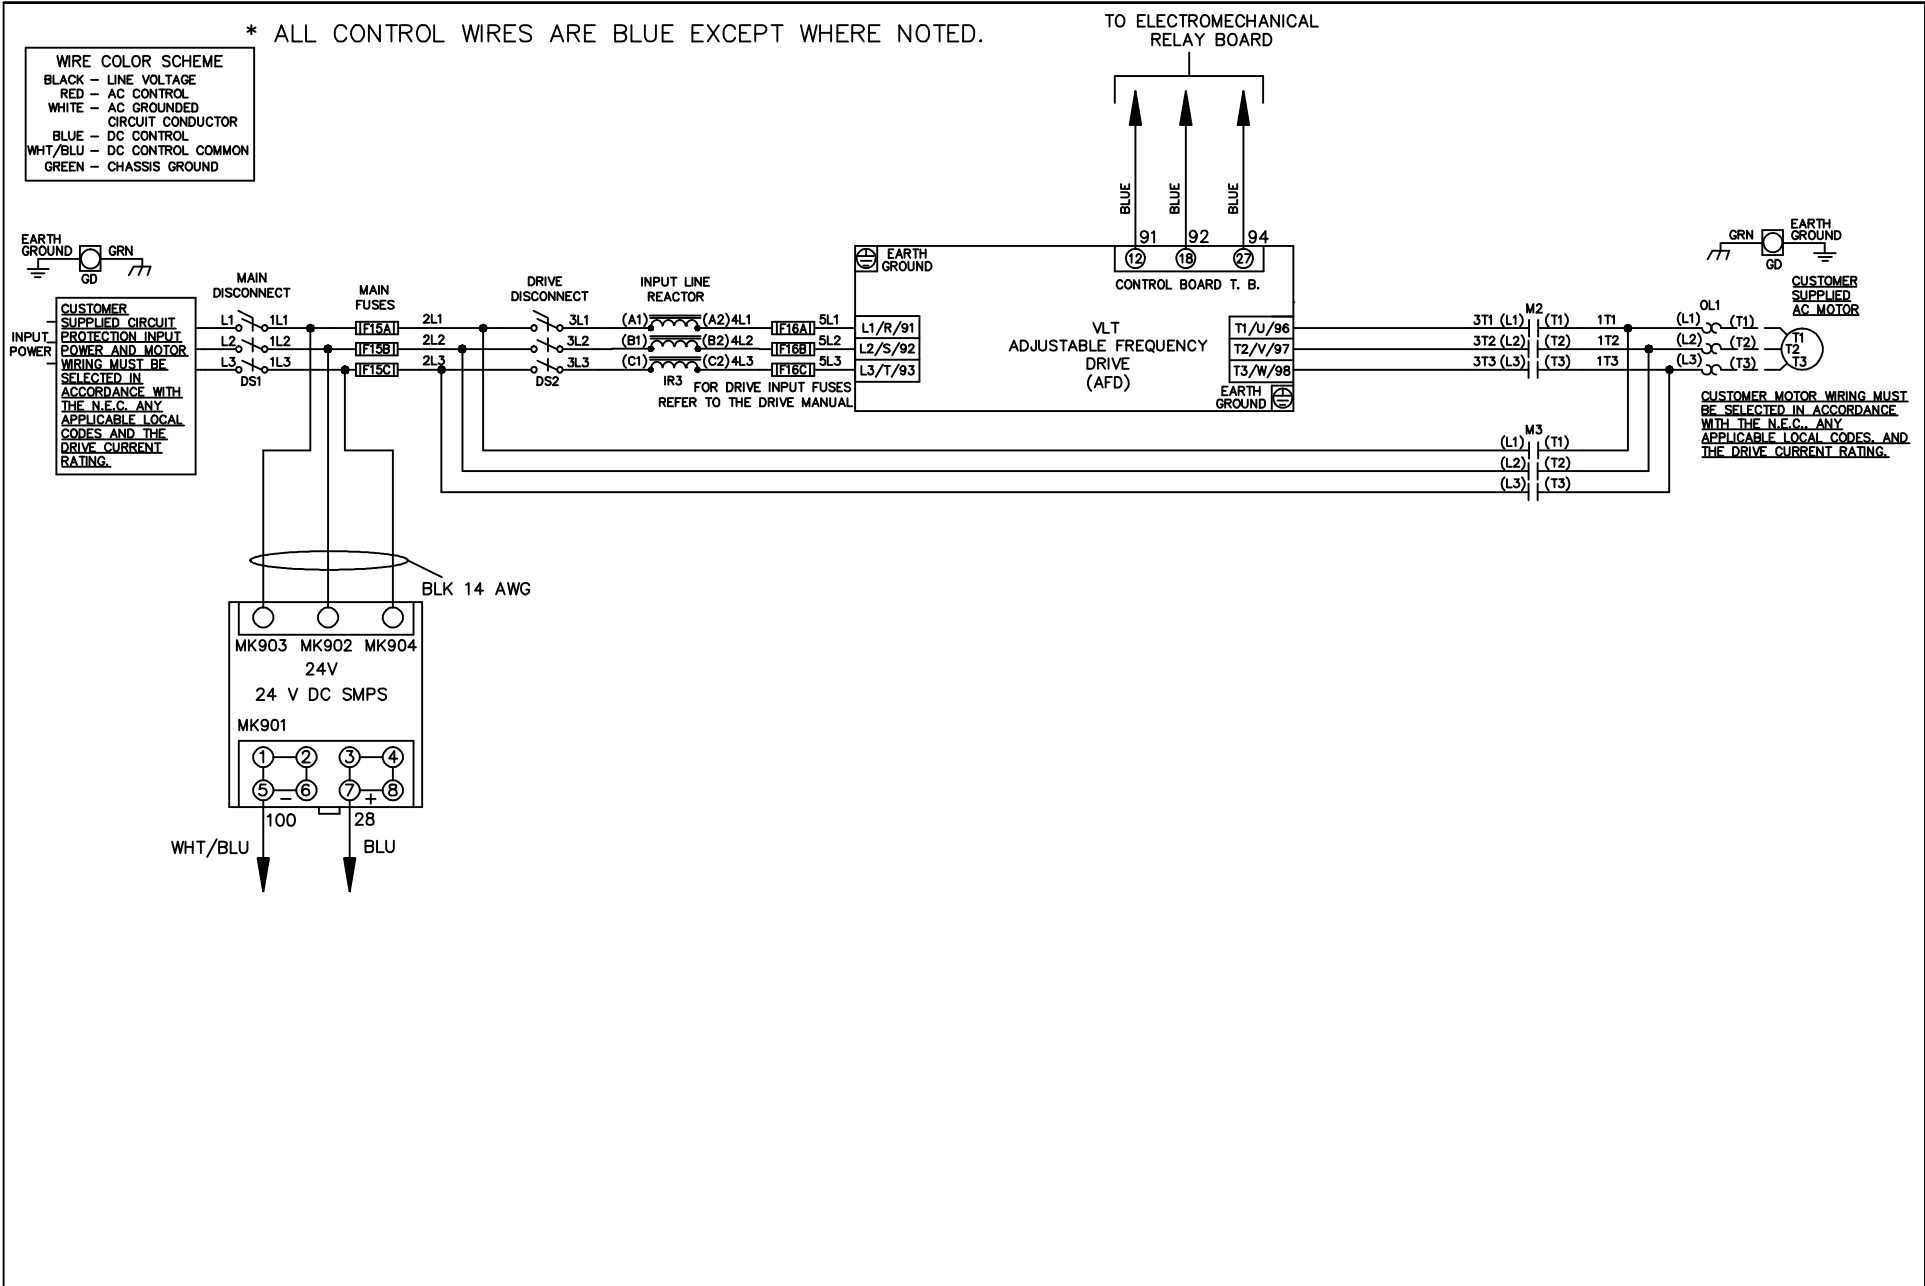 * ALL CONTROL WIRES ARE BLUE EXCEPT WHERE NOTED.
TO ELECTROMECHANICAL
RELAY BOARD
WIRE COLOR SCHEME
BLACK – LINE VOLTAGE
RED – AC CONTROL
WHITE – AC GROUNDED
CIRCUIT CONDUCTOR
BLUE – DC CONTROL
WHT/BLU – DC CONTROL COMMON
GREEN – CHASSIS GROUND
BLUE
BLUE
BLUE
91 92 94
12 18 27
CONTROL BOARD T. B.
EARTH
GROUND
GRN
GD
INPUT
POWER
CUSTOMER
SUPPLIED CIRCUIT
PROTECTION INPUT
POWER AND MOTOR
WIRING MUST BE
SELECTED IN
ACCORDANCE WITH
THE N.E.C. ANY
APPLICABLE LOCAL
CODES AND THE
DRIVE CURRENT
RATING.
MAIN
DISCONNECT
L1 1L1
L2 1L2
L3 1L3
DS1
MAIN
FUSES
F15A
F15B
F15C
2L1
2L2
2L3
DRIVE
DISCONNECT
3L1
3L2
3L3
DS2
INPUT LINE
REACTOR
(A1) (A2) 4L1
(B1) (B2) 4L2
(C1) (C2) 4L3
IR3
F16A 5L1
F16B 5L2
F16C 5L3
FOR DRIVE INPUT FUSES
REFER TO THE DRIVE MANUAL
EARTH
GROUND
L1/R/91
L2/S/92
L3/T/93
VLT
ADJUSTABLE FREQUENCY
DRIVE
(AFD)
T1/U/96
T2/V/97
T3/W/98
EARTH
GROUND
M2
3T1 (L1) (T1) 1T1
3T2 (L2) (T2) 1T2
3T3 (L3) (T3) 1T3
M3
(L1) (T1)
(L2) (T2)
(L3) (T3)
OL1
(L1) (T1)
(L2) (T2)
(L3) (T3)
T1
T2
T3
GRN
GD
EARTH
GROUND
CUSTOMER
SUPPLIED
AC MOTOR
CUSTOMER MOTOR WIRING MUST
BE SELECTED IN ACCORDANCE
WITH THE N.E.C., ANY
APPLICABLE LOCAL CODES, AND
THE DRIVE CURRENT RATING.
BLK 14 AWG
MK903 MK902 MK904
24V
24 V DC SMPS
MK901
1 2 3 4
5 6 7 8
– +
100 28
WHT/BLU BLU